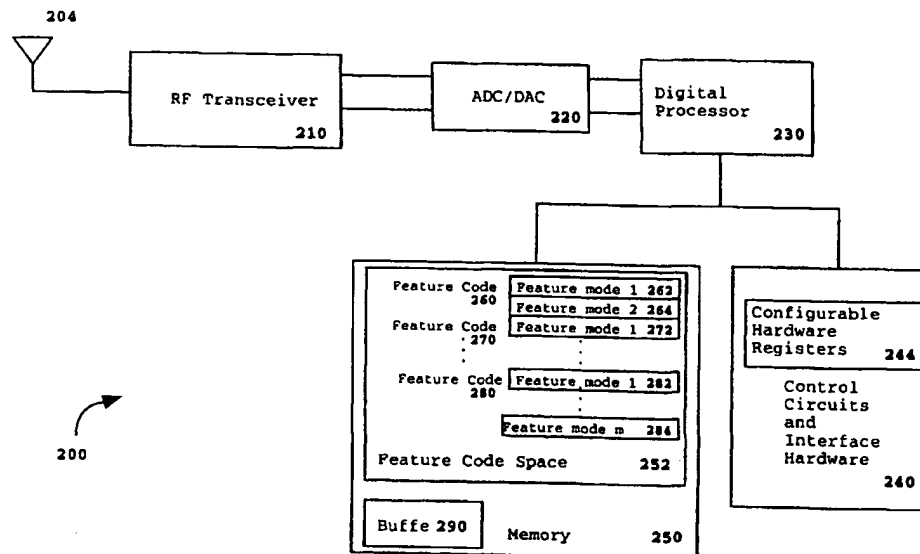 204
RF Transceiver
210
ADC/DAC
220
Digital
Processor
230
Feature Code
260
Feature mode 1 262
Feature mode 2 264
Feature Code
270
Feature mode 1 272
Feature Code
280
Feature mode 1 282
Feature mode m 284
Feature Code Space 252
Buffe 290
Memory 250
Configurable
Hardware
Registers 244
Control
Circuits
and
Interface
Hardware
240
200